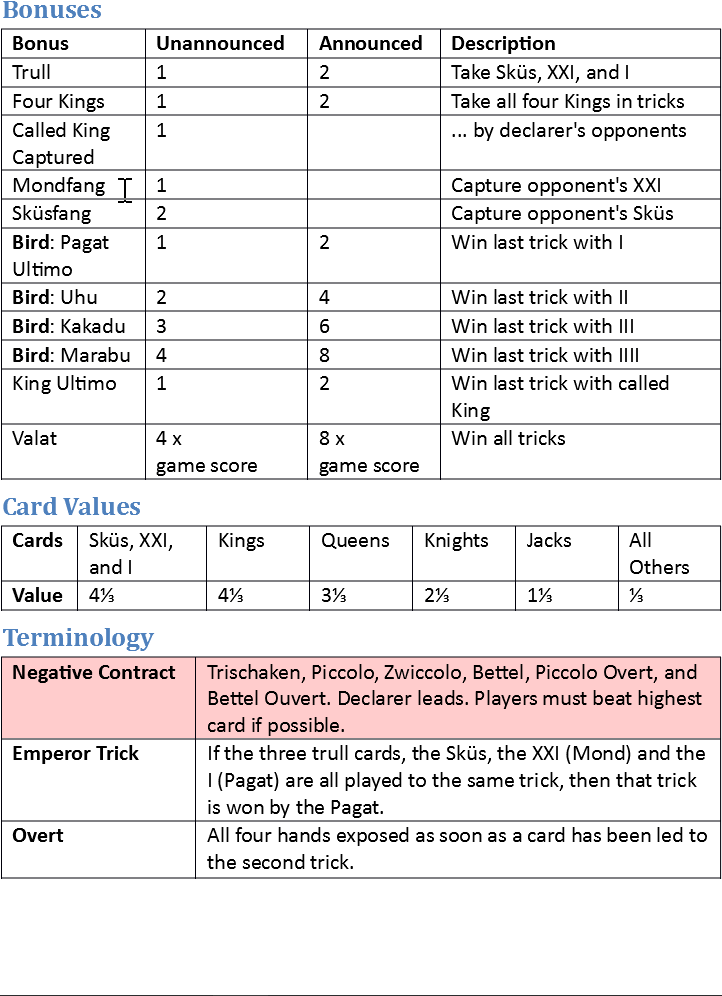 Bonuses
Bonus Unannounced Announced Description
Trull 1 2 Take Sküs, XXI, and I
Four Kings 1 2 Take all four Kings in tricks
Called King 1 ... by declarer's opponents
Captured
Mondfang 1 Capture opponent's XXI
Sküsfang 2 Capture opponent's Sküs
Bird: Pagat 1 2 Win last trick with I
Ultimo
Bird: Uhu 2 4 Win last trick with II
Bird: Kakadu 3 6 Win last trick with III
Bird: Marabu 4 8 Win last trick with IIII
King Ultimo 1 2 Win last trick with called
King
Valat 4 x 8 x Win all tricks
game score game score
Card Values
Cards Sküs, XXI, Kings Queens Knights Jacks All
and I Others
Value 4⅓ 4⅓ 3⅓ 2⅓ 1⅓ ⅓
Terminology
Negative Contract Trischaken, Piccolo, Zwiccolo, Bettel, Piccolo Overt, and
Bettel Ouvert. Declarer leads. Players must beat highest
card if possible.
Emperor Trick If the three trull cards, the Sküs, the XXI (Mond) and the
I (Pagat) are all played to the same trick, then that trick
is won by the Pagat.
Overt All four hands exposed as soon as a card has been led to
the second trick.